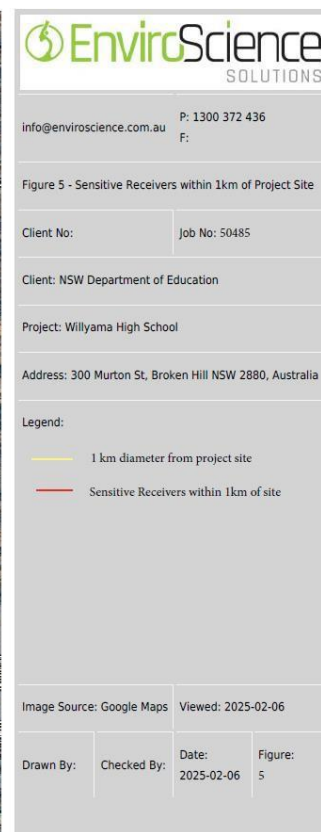 EnviroScience
SOLUTIONS
info@enviroscience.com.au
P: 1300 372 436
F:
Figure 5 - Sensitive Receivers within 1km of Project Site
Client No:
Job No: 50485
Client: NSW Department of Education
Project: Willyama High School
Address: 300 Murton St, Broken Hill NSW 2880, Australia
Legend:
1 km diameter from project site
Sensitive Receivers within 1km of site
Image Source: Google Maps
Viewed: 2025-02-06
Drawn By:
Checked By:
Date:
2025-02-06
Figure:
5